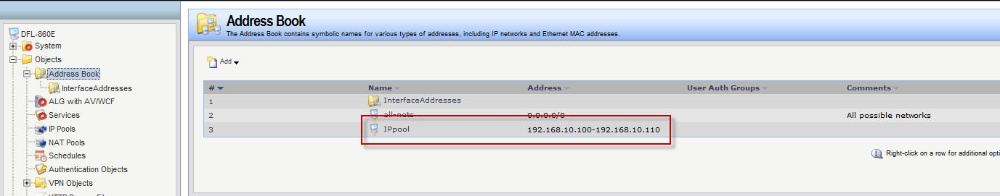 DFL-860E
System
Objects
Address Book
InterfaceAddresses
ALG with AV/WCF
Services
IP Pools
NAT Pools
Schedules
Authentication Objects
VPN Objects
Address Book
The Address Book contains symbolic names for various types of addresses, including IP networks and Ethernet MAC addresses.
Add
# Name Address User Auth Groups Comments
1 InterfaceAddresses
2 all-nets 0.0.0.0/0 All possible networks
3 IPpool 192.168.10.100-192.168.10.110
Right-click on a row for additional opti